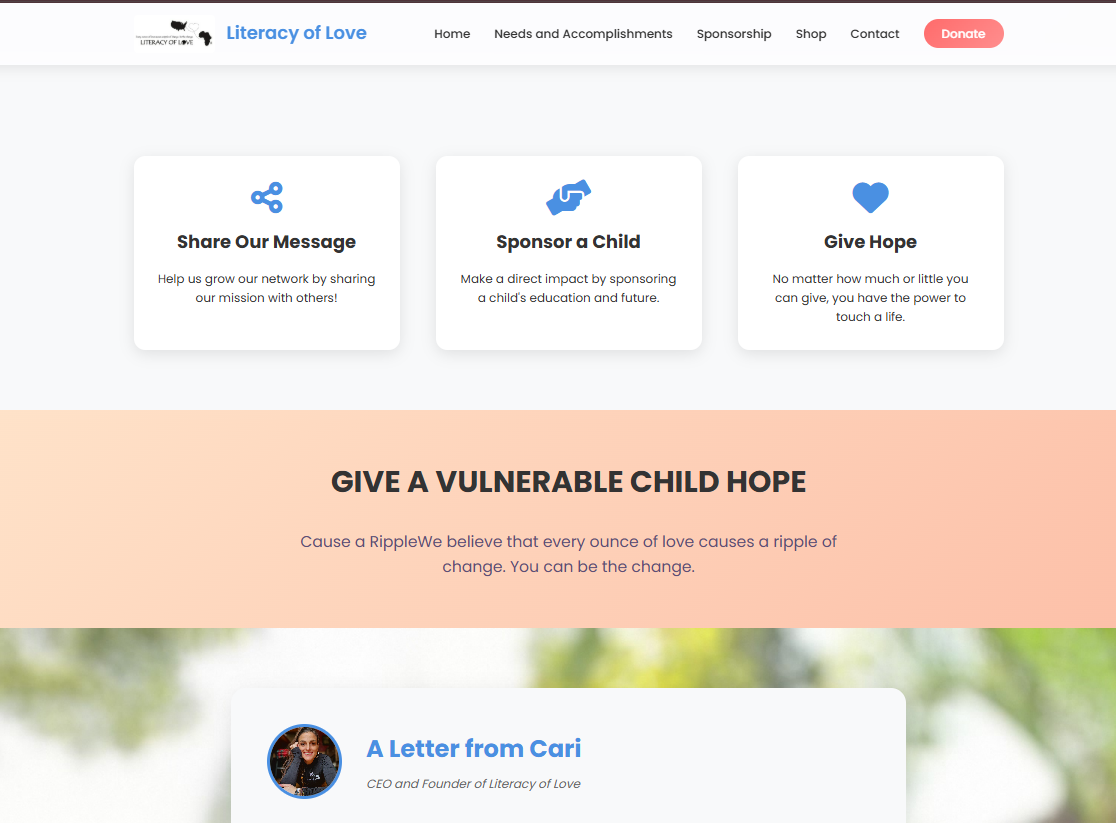 LITERACY OF LOVE
Literacy of Love
Home
Needs and Accomplishments
Sponsorship
Shop
Contact
Donate
Share Our Message
Help us grow our network by sharing
our mission with others!
Sponsor a Child
Make a direct impact by sponsoring
a child's education and future.
Give Hope
No matter how much or little you
can give, you have the power to
touch a life.
GIVE A VULNERABLE CHILD HOPE
Cause a RippleWe believe that every ounce of love causes a ripple of
change. You can be the change.
A Letter from Cari
CEO and Founder of Literacy of Love